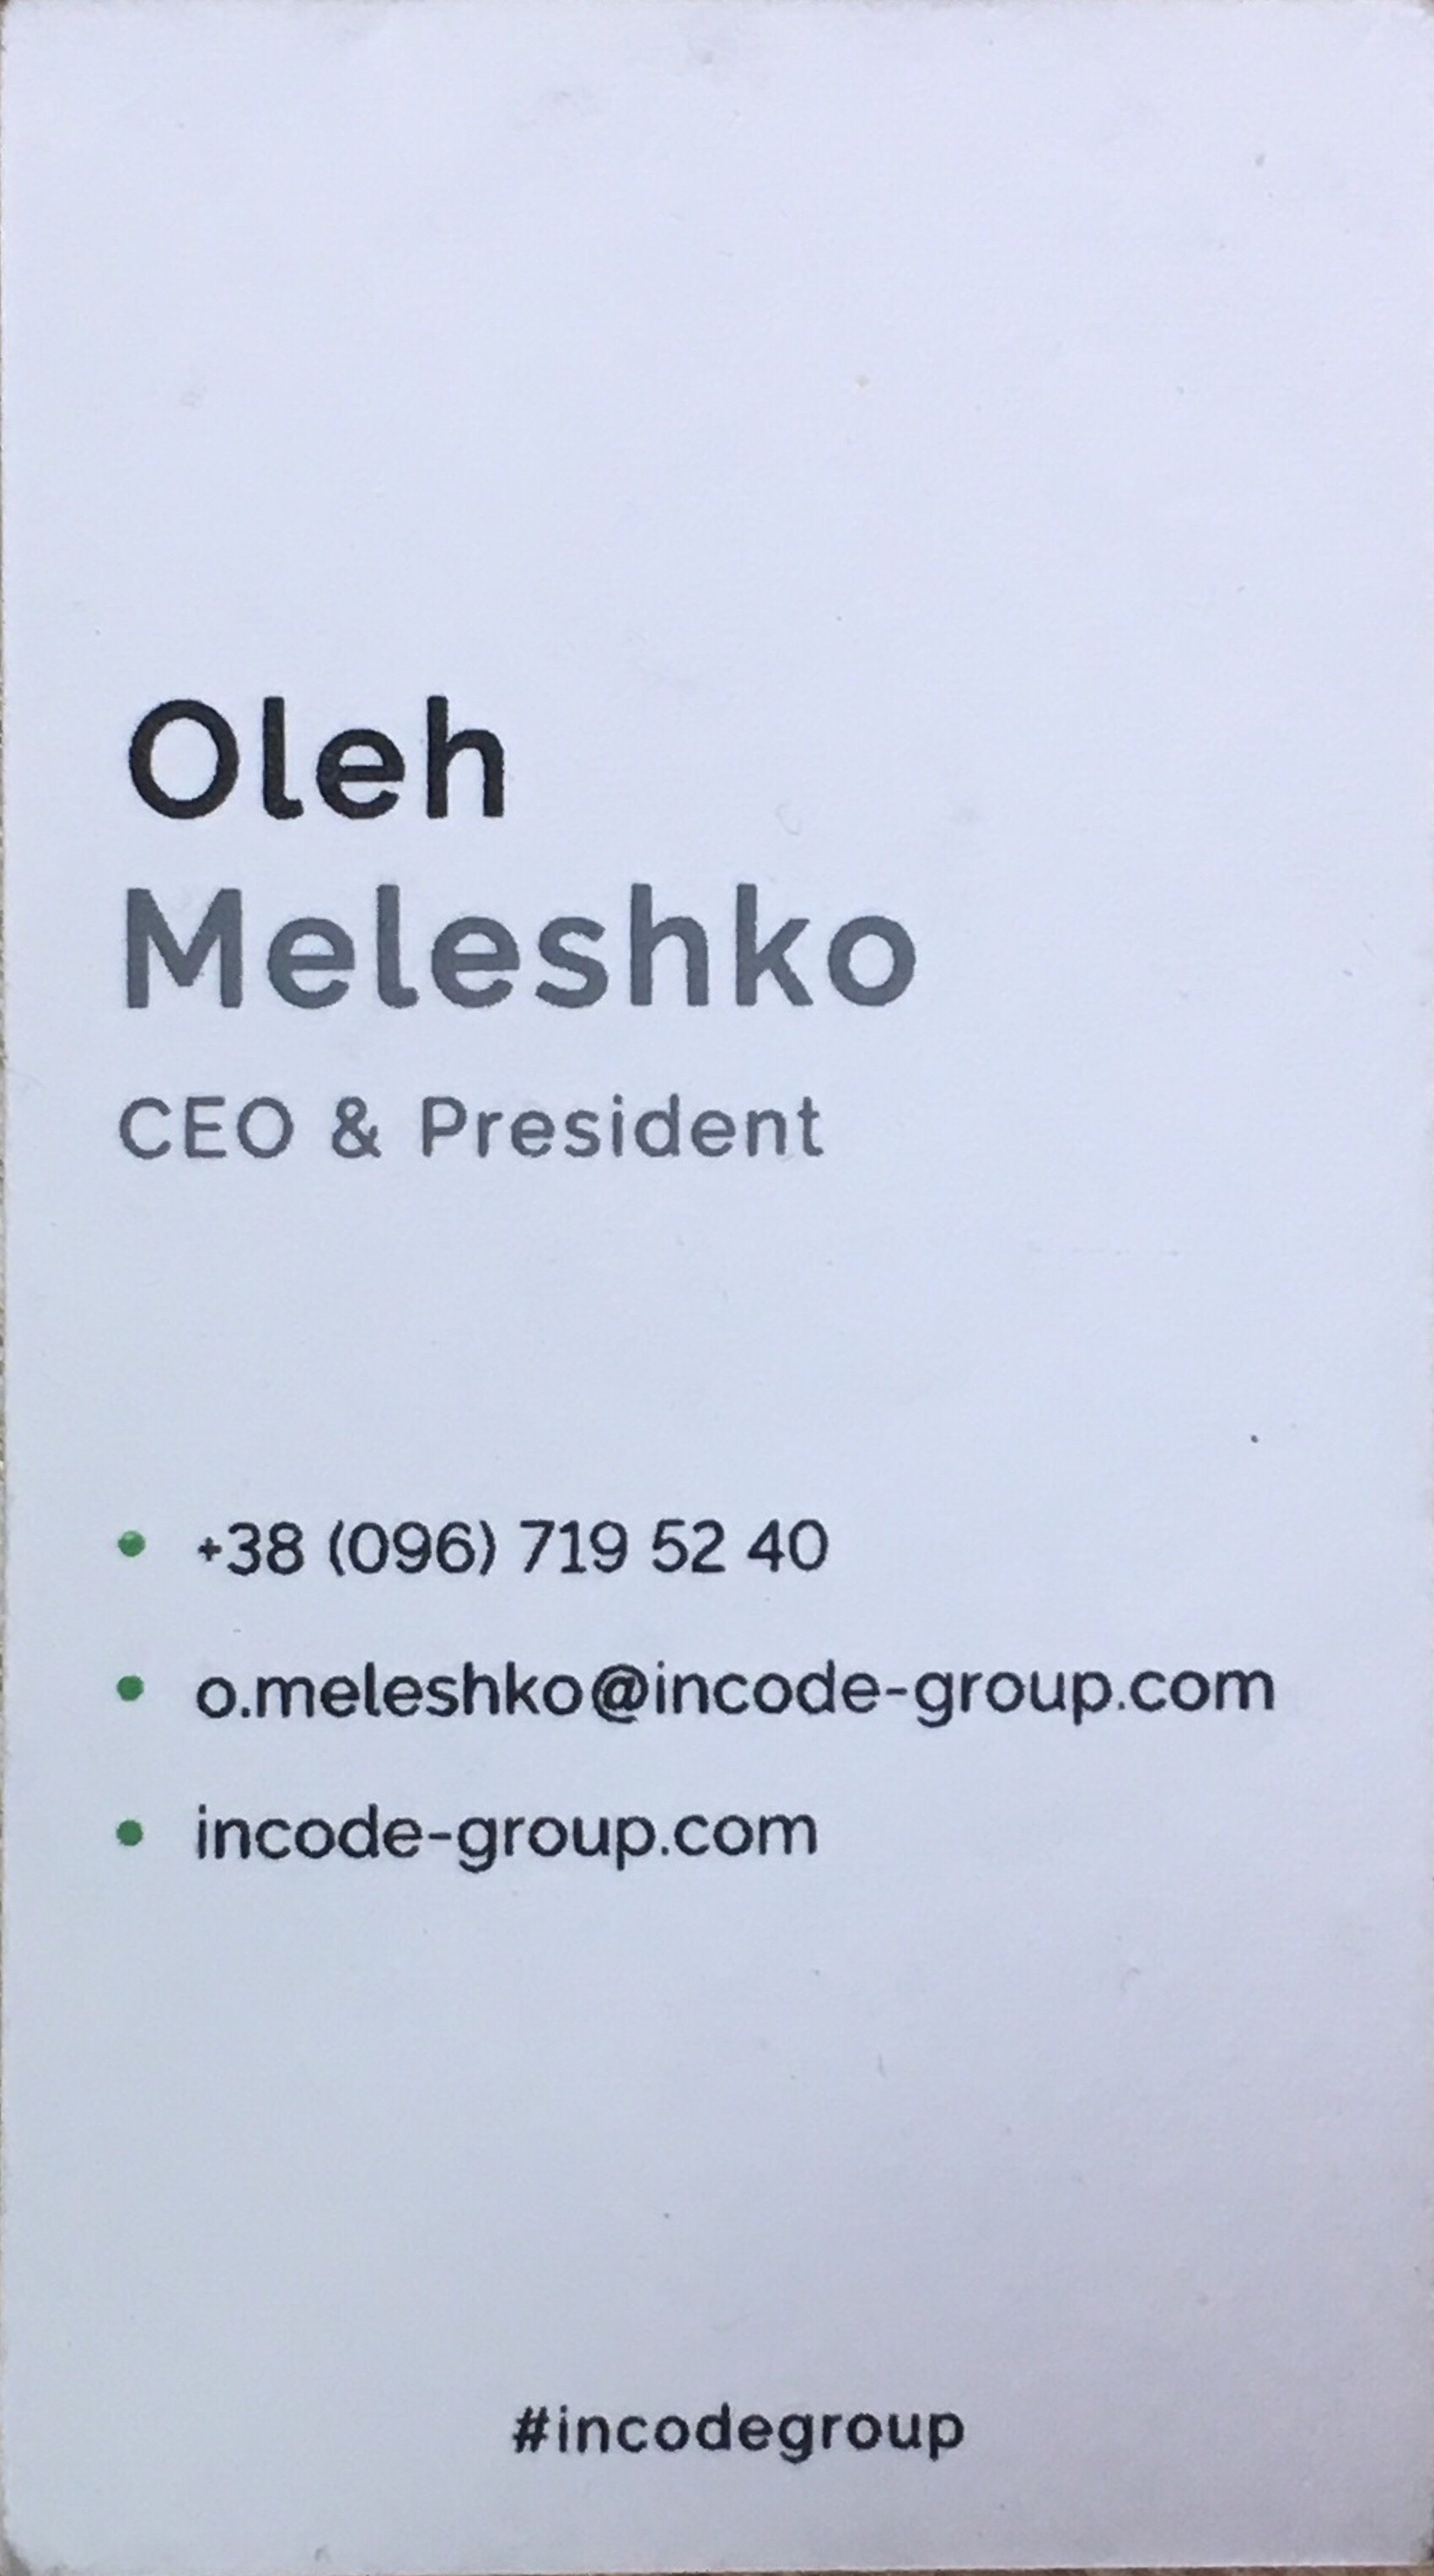 Oleh
Meleshko
CEO & President
• +38 (096) 719 52 40
• o.meleshko@incode-group.com
• incode-group.com
#incodegroup